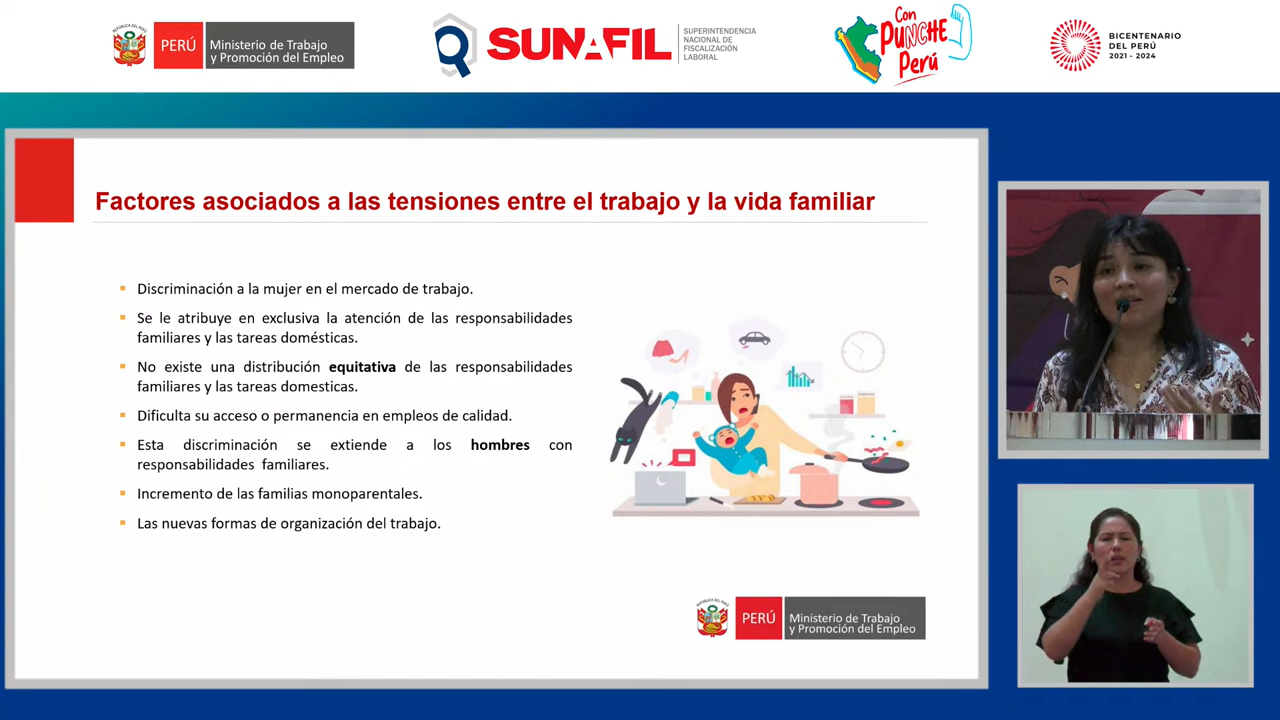 PERÚ
Ministerio de Trabajo
y Promoción del Empleo
SUNAFIL
SUPERINTENDENCIA
NACIONAL DE
FISCALIZACIÓN
LABORAL
Con
PUNCHE
Perú
BICENTENARIO
DEL PERÚ
2021 - 2024
Factores asociados a las tensiones entre el trabajo y la vida familiar
Discriminación a la mujer en el mercado de trabajo.
Se le atribuye en exclusiva la atención de las responsabilidades
familiares y las tareas domésticas.
No existe una distribución equitativa de las responsabilidades
familiares y las tareas domesticas.
Dificulta su acceso o permanencia en empleos de calidad.
Esta discriminación se extiende a los hombres con
responsabilidades familiares.
Incremento de las familias monoparentales.
Las nuevas formas de organización del trabajo.
PERÚ
Ministerio de Trabajo
y Promoción del Empleo